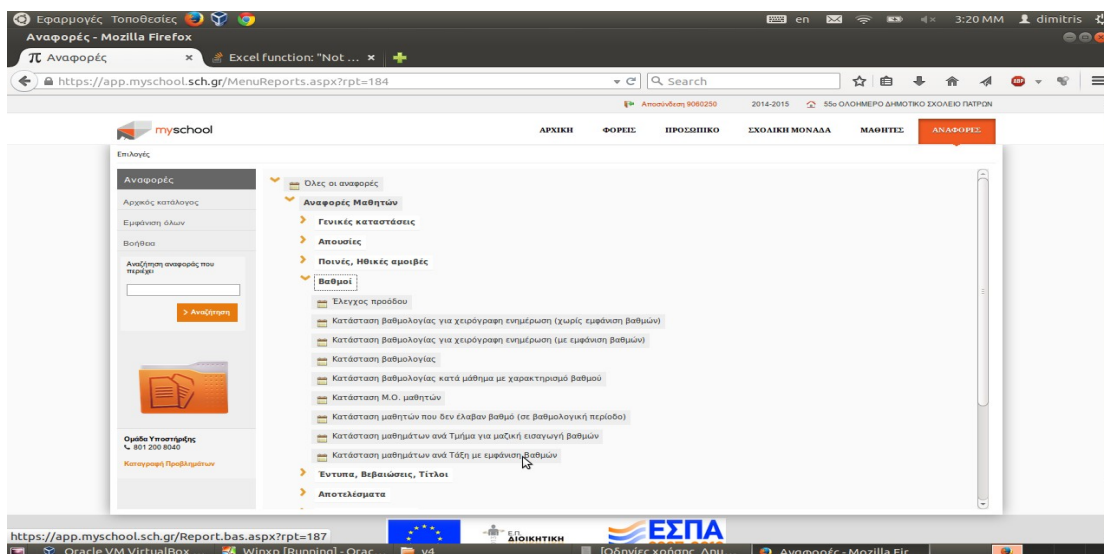 Εφαρμογές Τοποθεσίες en 3:20 ΜΜ dimitris
Αναφορές - Mozilla Firefox
Αναφορές × Excel function: "Not ... ×
https://app.myschool.sch.gr/MenuReports.aspx?rpt=184 Search
Αποσύνδεση 9060250 2014-2015 55ο ΟΛΟΗΜΕΡΟ ΔΗΜΟΤΙΚΟ ΣΧΟΛΕΙΟ ΠΑΤΡΩΝ
myschool ΑΡΧΙΚΗ ΦΟΡΕΙΣ ΠΡΟΣΩΠΙΚΟ ΣΧΟΛΙΚΗ ΜΟΝΑΔΑ ΜΑΘΗΤΕΣ ΑΝΑΦΟΡΕΣ
Επιλογές
Αναφορές
Αρχικός κατάλογος
Εμφάνιση όλων
Βοήθεια
Αναζήτηση αναφοράς που
περιέχει
> Αναζήτηση
Ομάδα Υποστήριξης
801 200 8040
Καταγραφή Προβλημάτων
Όλες οι αναφορές
Αναφορές Μαθητών
Γενικές καταστάσεις
Απουσίες
Ποινές, Ηθικές αμοιβές
Βαθμοί
Έλεγχος προόδου
Κατάσταση βαθμολογίας για χειρόγραφη ενημέρωση (χωρίς εμφάνιση βαθμών)
Κατάσταση βαθμολογίας για χειρόγραφη ενημέρωση (με εμφάνιση βαθμών)
Κατάσταση βαθμολογίας
Κατάσταση βαθμολογίας κατά μάθημα με χαρακτηρισμό βαθμού
Κατάσταση Μ.Ο. μαθητών
Κατάσταση μαθητών που δεν έλαβαν βαθμό (σε βαθμολογική περίοδο)
Κατάσταση μαθημάτων ανά Τμήμα για μαζική εισαγωγή βαθμών
Κατάσταση μαθημάτων ανά Τάξη με εμφάνιση Βαθμών
Έντυπα, Βεβαιώσεις, Τίτλοι
Αποτελέσματα
https://app.myschool.sch.gr/Report.bas.aspx?rpt=187 Ε.Π. ΔΙΟΙΚΗΤΙΚΗ ΕΣΠΑ
Oracle VM VirtualBox ... Winxp [Running] - Orac... v4 [Οδηγίες χρήσης Δημ... Αναφορές - Mozilla Fir...